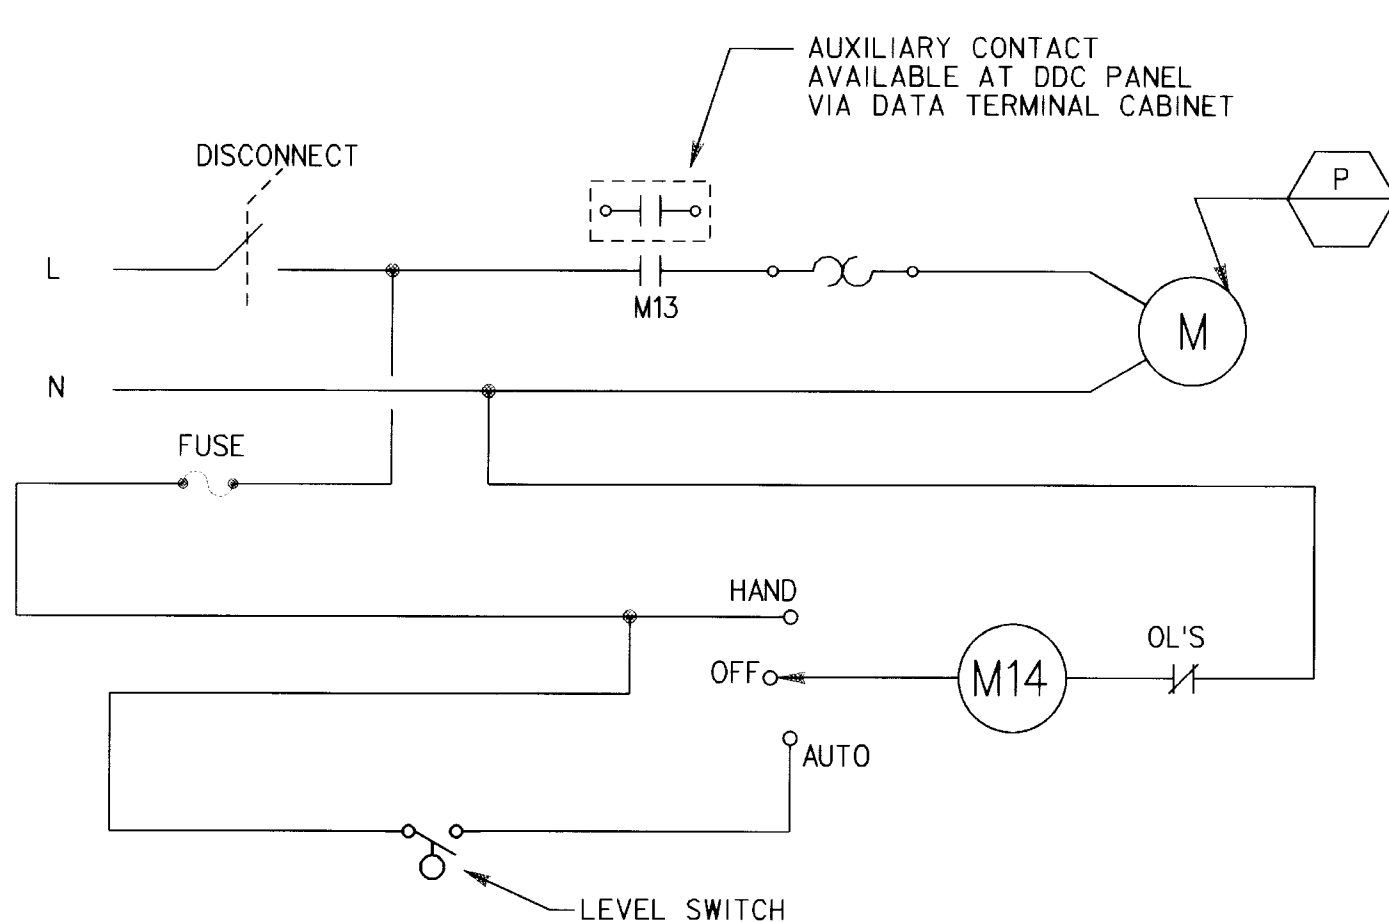 AUXILIARY CONTACT
AVAILABLE AT DDC PANEL
VIA DATA TERMINAL CABINET
DISCONNECT
P
L
M13
M
N
FUSE
HAND
OL'S
OFF
M14
AUTO
LEVEL SWITCH